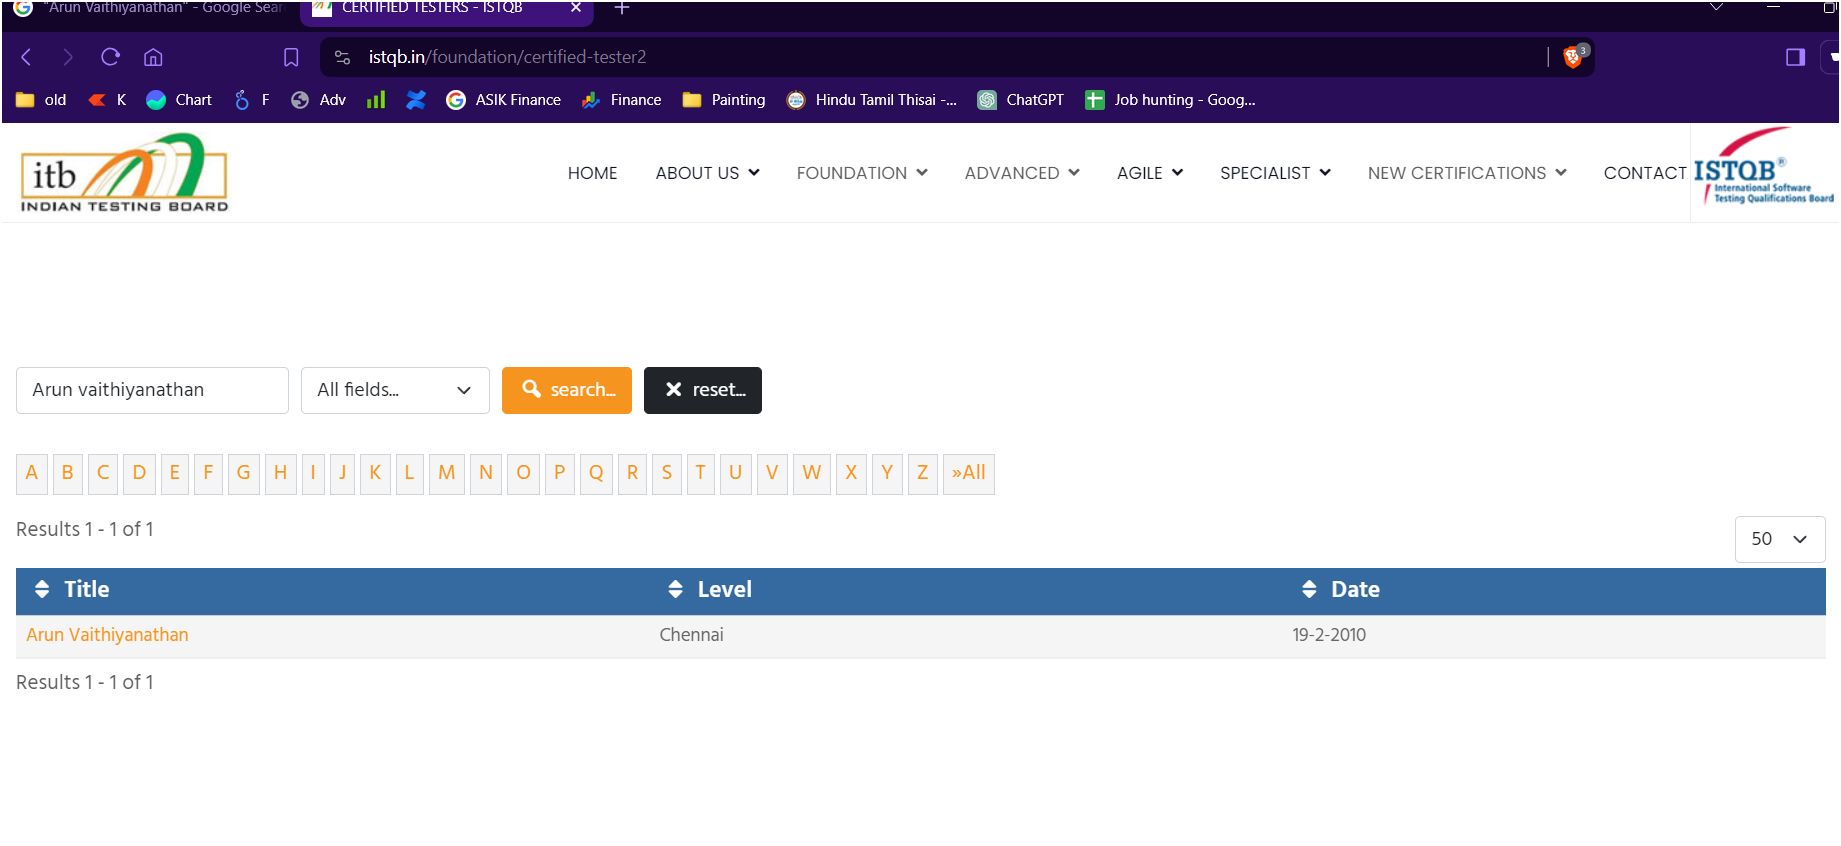 "Arun Vaithiyanathan" - Google Sear
CERTIFIED TESTERS - ISTQB
istqb.in/foundation/certified-tester2
3
old K Chart F Adv ASIK Finance Finance Painting Hindu Tamil Thisai -... ChatGPT Job hunting - Goog...
itb
INDIAN TESTING BOARD
HOME ABOUT US FOUNDATION ADVANCED AGILE SPECIALIST NEW CERTIFICATIONS CONTACT
ISTQB®
International Software
Testing Qualifications Board
Arun vaithiyanathan All fields... search... reset...
A B C D E F G H I J K L M N O P Q R S T U V W X Y Z »All
Results 1 - 1 of 1
50
Title Level Date
Arun Vaithiyanathan Chennai 19-2-2010
Results 1 - 1 of 1